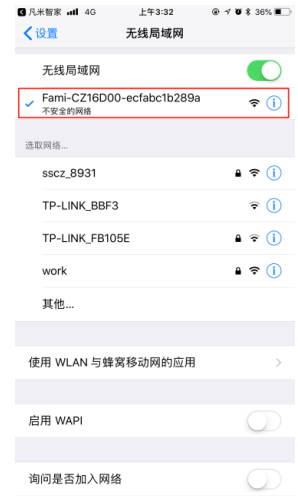 凡米智家 4G 上午3:32 36%
设置 无线局域网
无线局域网
Fami-CZ16D00-ecfabc1b289a
不安全的网络
选取网络...
sscz_8931
TP-LINK_BBF3
TP-LINK_FB105E
work
其他...
使用 WLAN 与蜂窝移动网的应用
启用 WAPI
询问是否加入网络